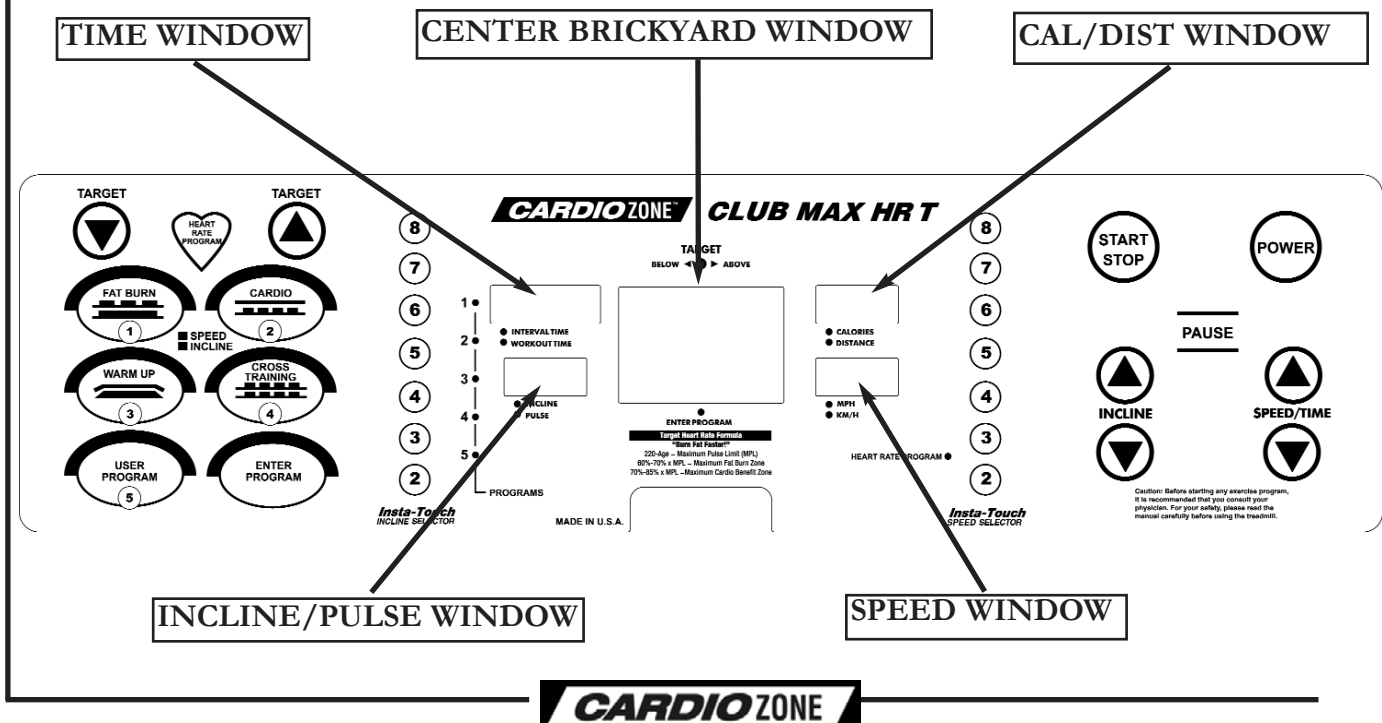 TIME WINDOW
CENTER BRICKYARD WINDOW
CAL/DIST WINDOW
TARGET
HEART
RATE
PROGRAM
TARGET
FAT BURN
1
CARDIO
2
SPEED
INCLINE
WARM UP
3
CROSS
TRAINING
4
USER
PROGRAM
5
ENTER
PROGRAM
8
7
6
5
4
3
2
Insta-Touch
INCLINE SELECTOR
1
2
3
4
5
PROGRAMS
CARDIO ZONE™ CLUB MAX HR T
TARGET
BELOW ABOVE
INTERVAL TIME
WORKOUT TIME
INCLINE
PULSE
CALORIES
DISTANCE
MPH
KM/H
ENTER PROGRAM
Target Heart Rate Formula
"Burn Fat Faster!"
220-Age – Maximum Pulse Limit (MPL)
60%-70% x MPL – Maximum Fat Burn Zone
70%-85% x MPL –Maximum Cardio Benefit Zone
HEART RATE PROGRAM
MADE IN U.S.A.
8
7
6
5
4
3
2
Insta-Touch
SPEED SELECTOR
START
STOP
POWER
PAUSE
INCLINE
SPEED/TIME
Caution: Before starting any exercise program,
It is recommended that you consult your
physician. For your safety, please read the
manual carefully before using the treadmill.
INCLINE/PULSE WINDOW
SPEED WINDOW
CARDIO ZONE